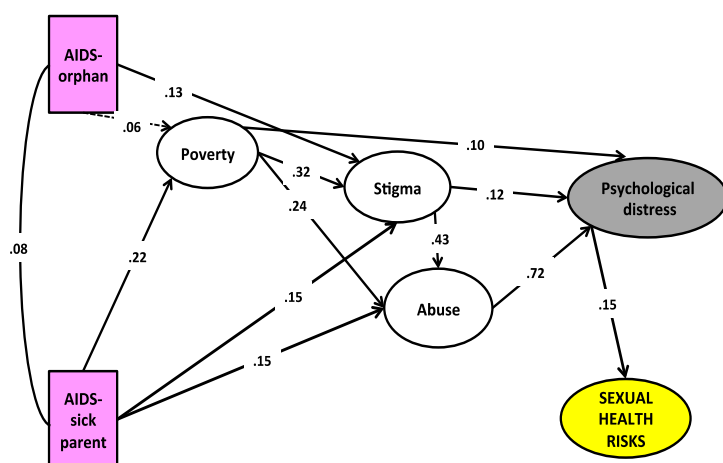 AIDS-
orphan
.13
.06
.10
Poverty
.32
Stigma
.12
Psychological
distress
.24
.08
.43
.22
.72
.15
Abuse
.15
.15
AIDS-
sick
parent
SEXUAL
HEALTH
RISKS